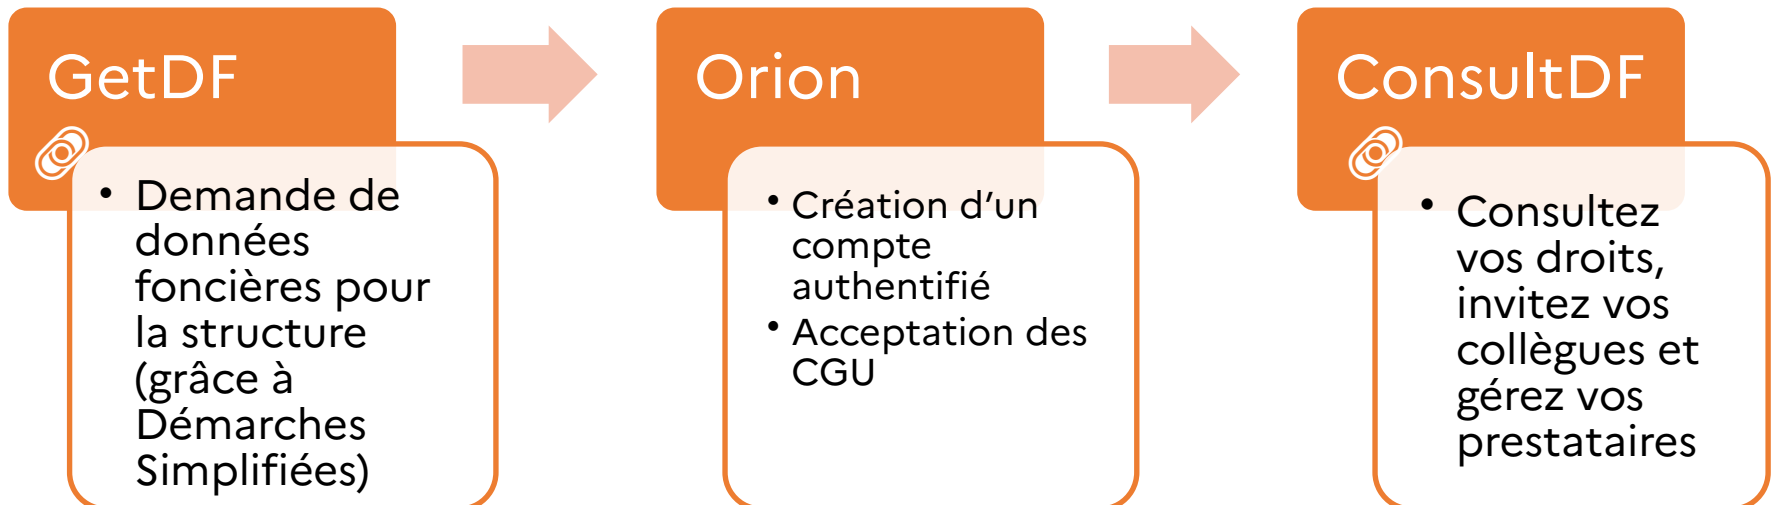 GetDF
• Demande de
données
foncières pour
la structure
(grâce à
Démarches
Simplifiées)
Orion
• Création d’un
compte
authentifié
• Acceptation des
CGU
ConsultDF
• Consultez
vos droits,
invitez vos
collègues et
gérez vos
prestataires